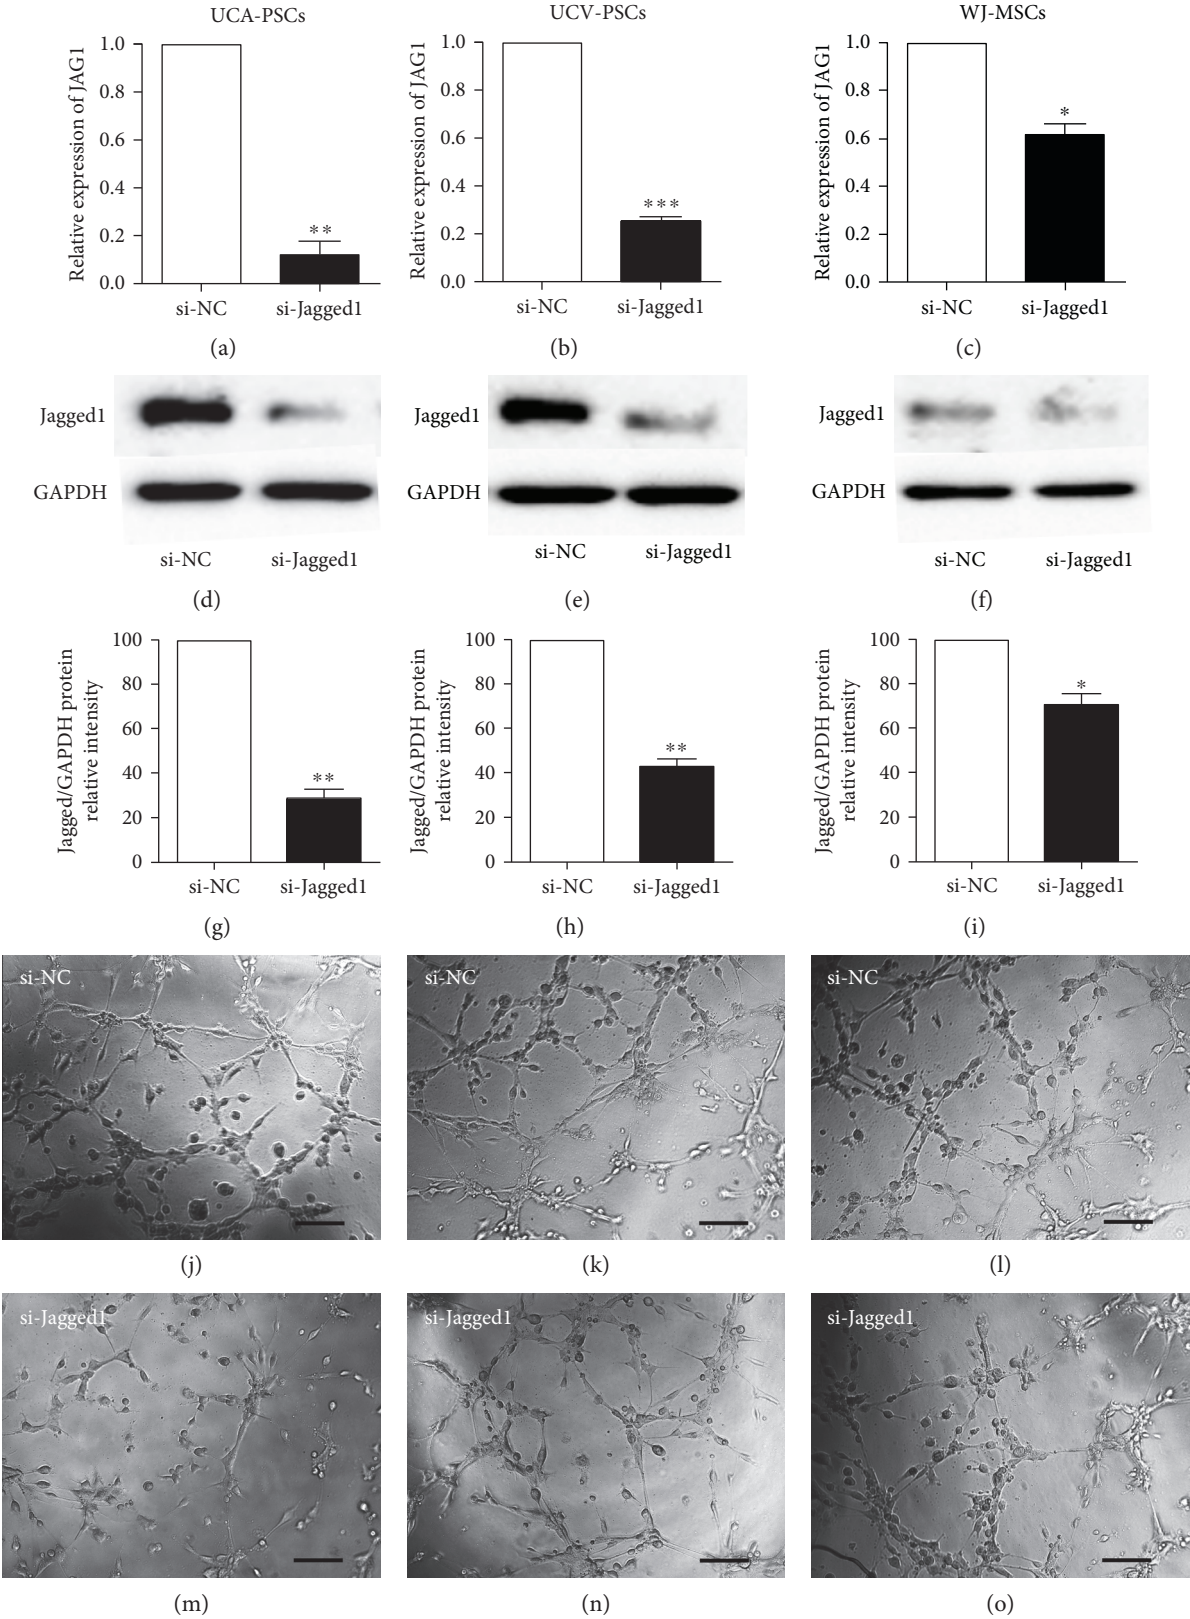 UCA-PSCs
UCV-PSCs
WJ-MSCs
Relative expression of JAG1
1.0
0.8
0.6
0.4
0.2
0.0
**
si-NC
si-Jagged1
(a)
Relative expression of JAG1
1.0
0.8
0.6
0.4
0.2
0.0
***
si-NC
si-Jagged1
(b)
Relative expression of JAG1
1.0
0.8
0.6
0.4
0.2
0.0
*
si-NC
si-Jagged1
(c)
Jagged1
GAPDH
si-NC
si-Jagged1
(d)
Jagged1
GAPDH
si-NC
si-Jagged1
(e)
Jagged1
GAPDH
si-NC
si-Jagged1
(f)
Jagged/GAPDH protein
relative intensity
100
80
60
40
20
0
**
si-NC
si-Jagged1
(g)
Jagged/GAPDH protein
relative intensity
100
80
60
40
20
0
**
si-NC
si-Jagged1
(h)
Jagged/GAPDH protein
relative intensity
100
80
60
40
20
0
*
si-NC
si-Jagged1
(i)
si-NC
(j)
si-NC
(k)
si-NC
(l)
si-Jagged1
(m)
si-Jagged1
(n)
si-Jagged1
(o)